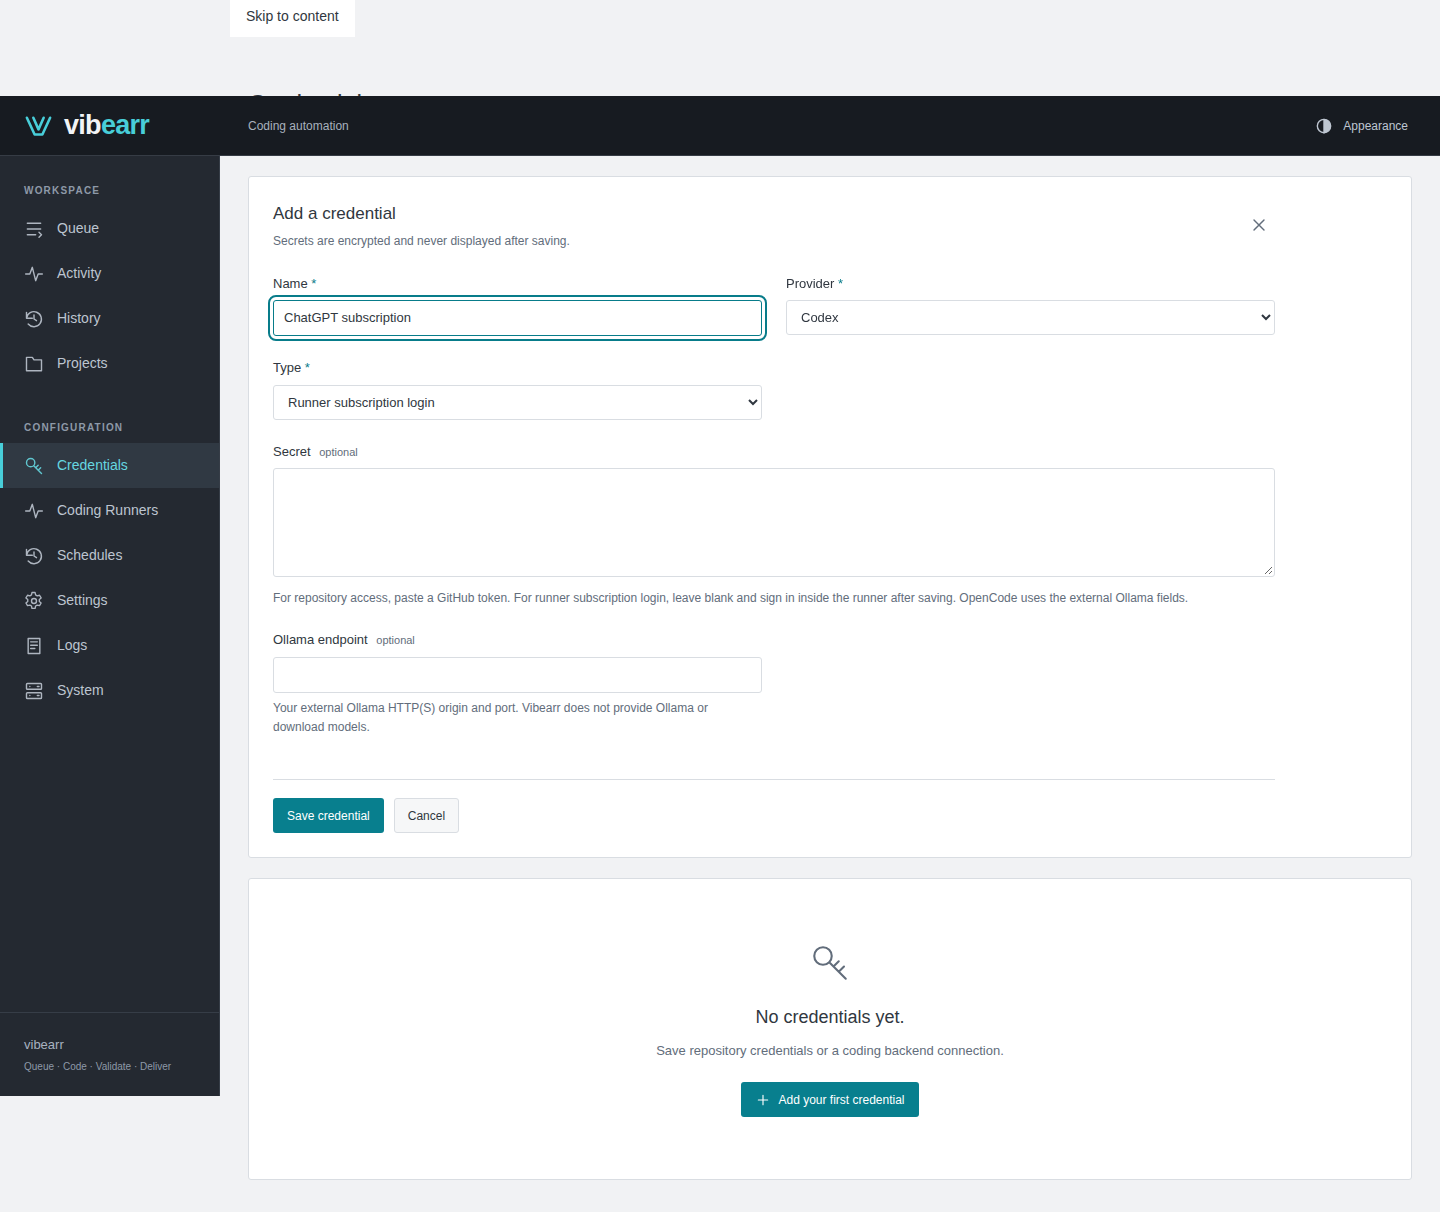 Skip to content
vibearr
Coding automation
Appearance
WORKSPACE
Queue
Activity
History
Projects
CONFIGURATION
Credentials
Coding Runners
Schedules
Settings
Logs
System
vibearr
Queue · Code · Validate · Deliver
Add a credential
Secrets are encrypted and never displayed after saving.
Name *
Provider *
ChatGPT subscription
Codex
Type *
Runner subscription login
Secret optional
For repository access, paste a GitHub token. For runner subscription login, leave blank and sign in inside the runner after saving. OpenCode uses the external Ollama fields.
Ollama endpoint optional
Your external Ollama HTTP(S) origin and port. Vibearr does not provide Ollama or
download models.
Save credential
Cancel
No credentials yet.
Save repository credentials or a coding backend connection.
Add your first credential